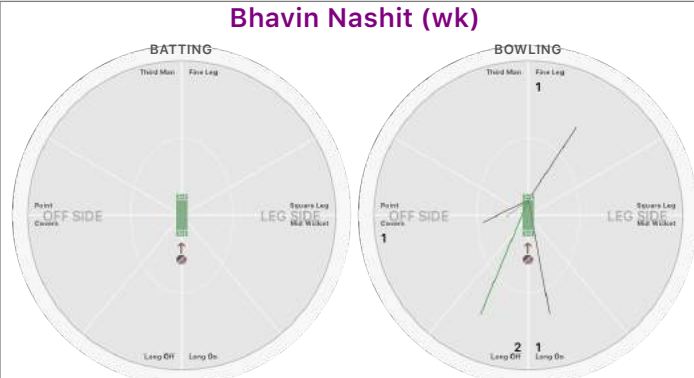 Bhavin Nashit (wk)
BATTING
Third Man Fine Leg
Point Square Leg
OFF SIDE LEG SIDE
Covers Mid Wicket
Long Off Long On
BOWLING
Third Man Fine Leg
1
Point Square Leg
OFF SIDE LEG SIDE
Covers Mid Wicket
1
2 1
Long Off Long On